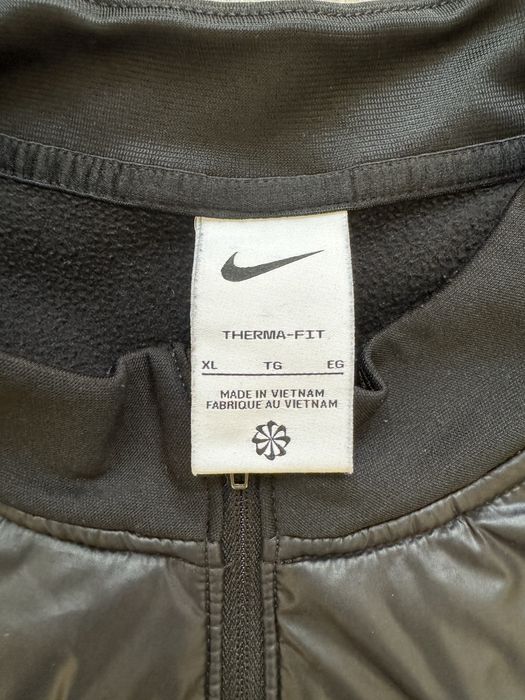 THERMA-FIT
XL TG EG
MADE IN VIETNAM
FABRIQUE AU VIETNAM